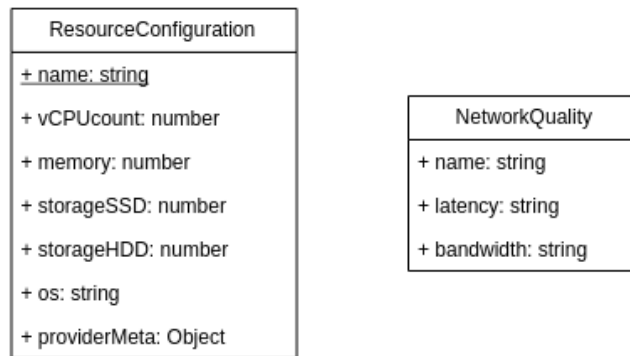 ResourceConfiguration
+ name: string
+ vCPUcount: number
+ memory: number
+ storageSSD: number
+ storageHDD: number
+ os: string
+ providerMeta: Object
NetworkQuality
+ name: string
+ latency: string
+ bandwidth: string